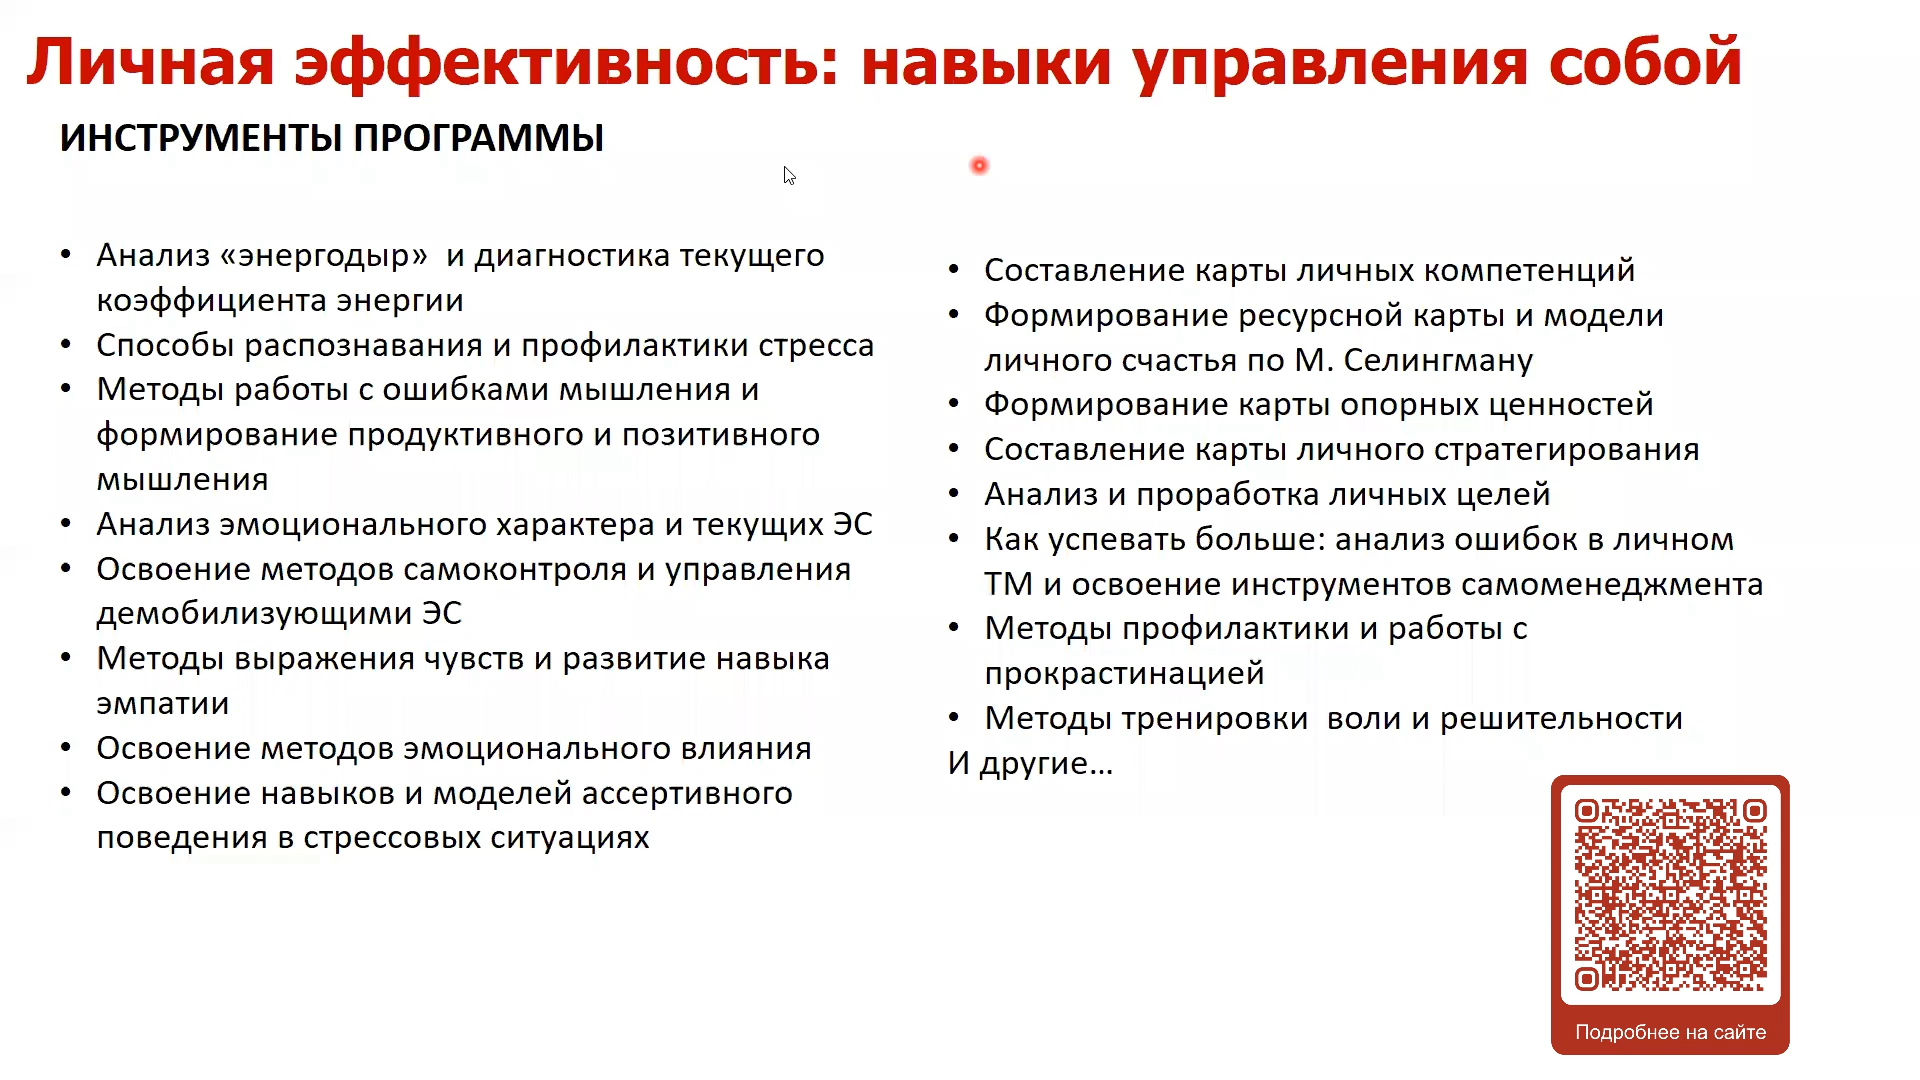 Личная эффективность: навыки управления собой
ИНСТРУМЕНТЫ ПРОГРАММЫ
• Анализ «энергодыр»  и диагностика текущего
коэффициента энергии
• Способы распознавания и профилактики стресса
• Методы работы с ошибками мышления и
формирование продуктивного и позитивного
мышления
• Анализ эмоционального характера и текущих ЭС
• Освоение методов самоконтроля и управления
демобилизующими ЭС
• Методы выражения чувств и развитие навыка
эмпатии
• Освоение методов эмоционального влияния
• Освоение навыков и моделей ассертивного
поведения в стрессовых ситуациях
• Составление карты личных компетенций
• Формирование ресурсной карты и модели
личного счастья по М. Селингману
• Формирование карты опорных ценностей
• Составление карты личного стратегирования
• Анализ и проработка личных целей
• Как успевать больше: анализ ошибок в личном
ТМ и освоение инструментов самоменеджмента
• Методы профилактики и работы с
прокрастинацией
• Методы тренировки  воли и решительности
И другие...
Подробнее на сайте